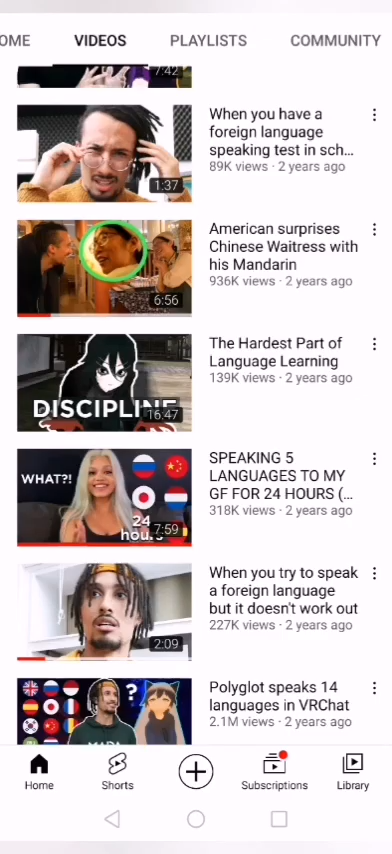 OME VIDEOS PLAYLISTS COMMUNITY
7:42
When you have a
foreign language
speaking test in sch...
89K views · 2 years ago
1:37
American surprises
Chinese Waitress with
his Mandarin
936K views · 2 years ago
6:56
The Hardest Part of
Language Learning
139K views · 2 years ago
DISCIPLINE
16:47
SPEAKING 5
LANGUAGES TO MY
GF FOR 24 HOURS (...
318K views · 2 years ago
WHAT?!
24
hou
7:59
When you try to speak
a foreign language
but it doesn't work out
227K views · 2 years ago
2:09
Polyglot speaks 14
languages in VRChat
2.1M views · 2 years ago
Home Shorts Subscriptions Library